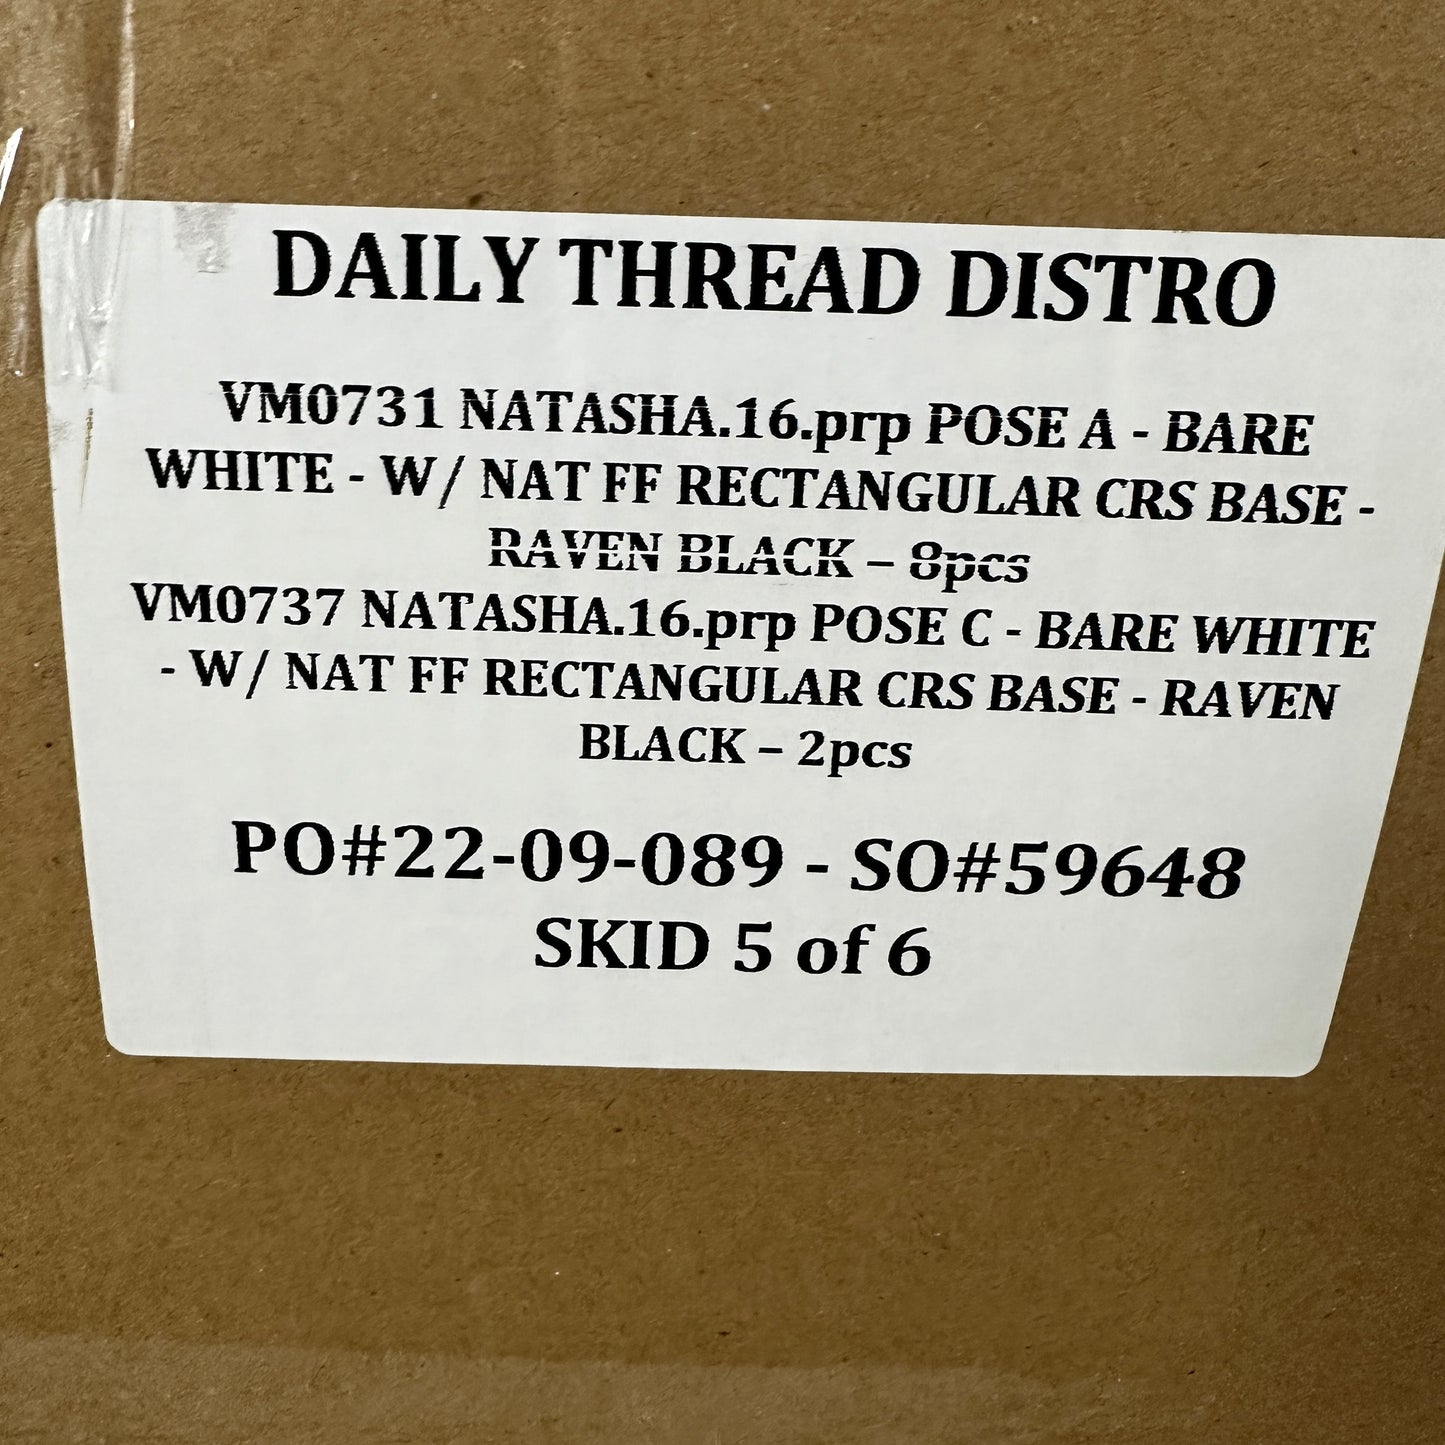 DAILY THREAD DISTRO
VM0731 NATASHA.16.prp POSE A - BARE
WHITE - W/ NAT FF RECTANGULAR CRS BASE -
RAVEN BLACK – 8pcs
VM0737 NATASHA.16.prp POSE C - BARE WHITE
- W/ NAT FF RECTANGULAR CRS BASE - RAVEN
BLACK – 2pcs
PO#22-09-089 - SO#59648
SKID 5 of 6